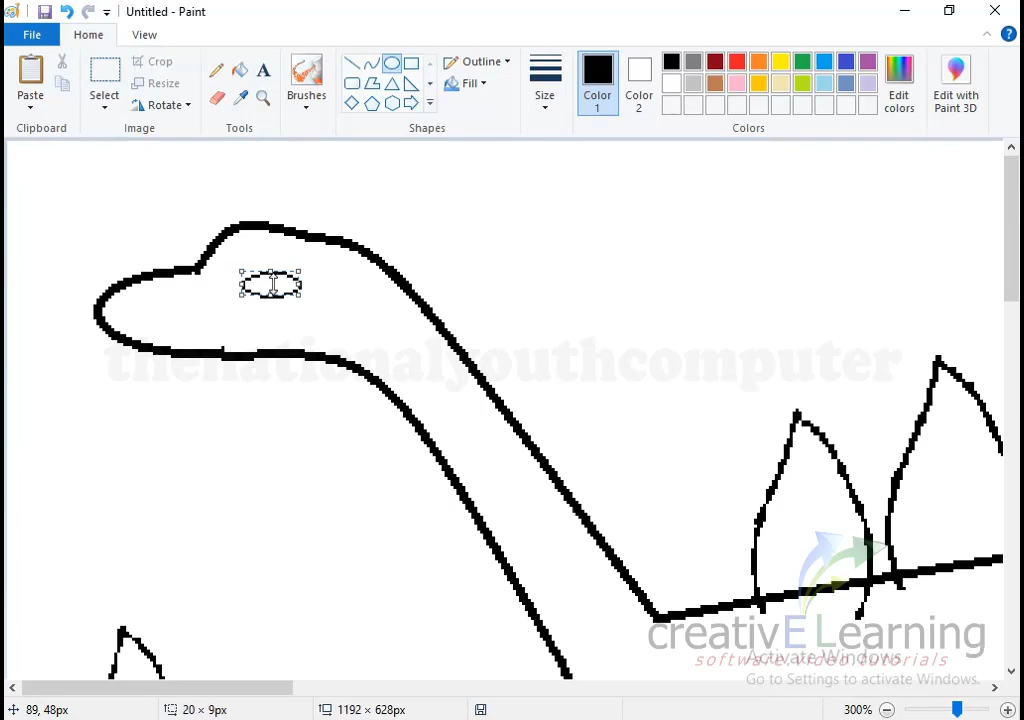 Untitled - Paint
File
Home
View
Paste
Clipboard
Select
Crop
Resize
Rotate
Image
Tools
Brushes
Outline
Fill
Shapes
Size
Color
1
Color
2
Edit
colors
Colors
Edit with
Paint 3D
thenationalyouthcomputer
creativELearning
software video tutorials
Activate Windows
Go to Settings to activate Windows.
89, 48px
20 × 9px
1192 × 628px
300%